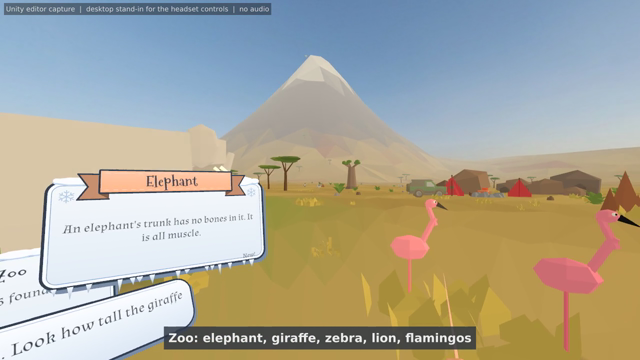 Unity editor capture | desktop stand-in for the headset controls | no audio
Elephant
An elephant's trunk has no bones in it. It
is all muscle.
New!
Zoo
found
. Look how tall the giraffe
Zoo: elephant, giraffe, zebra, lion, flamingos